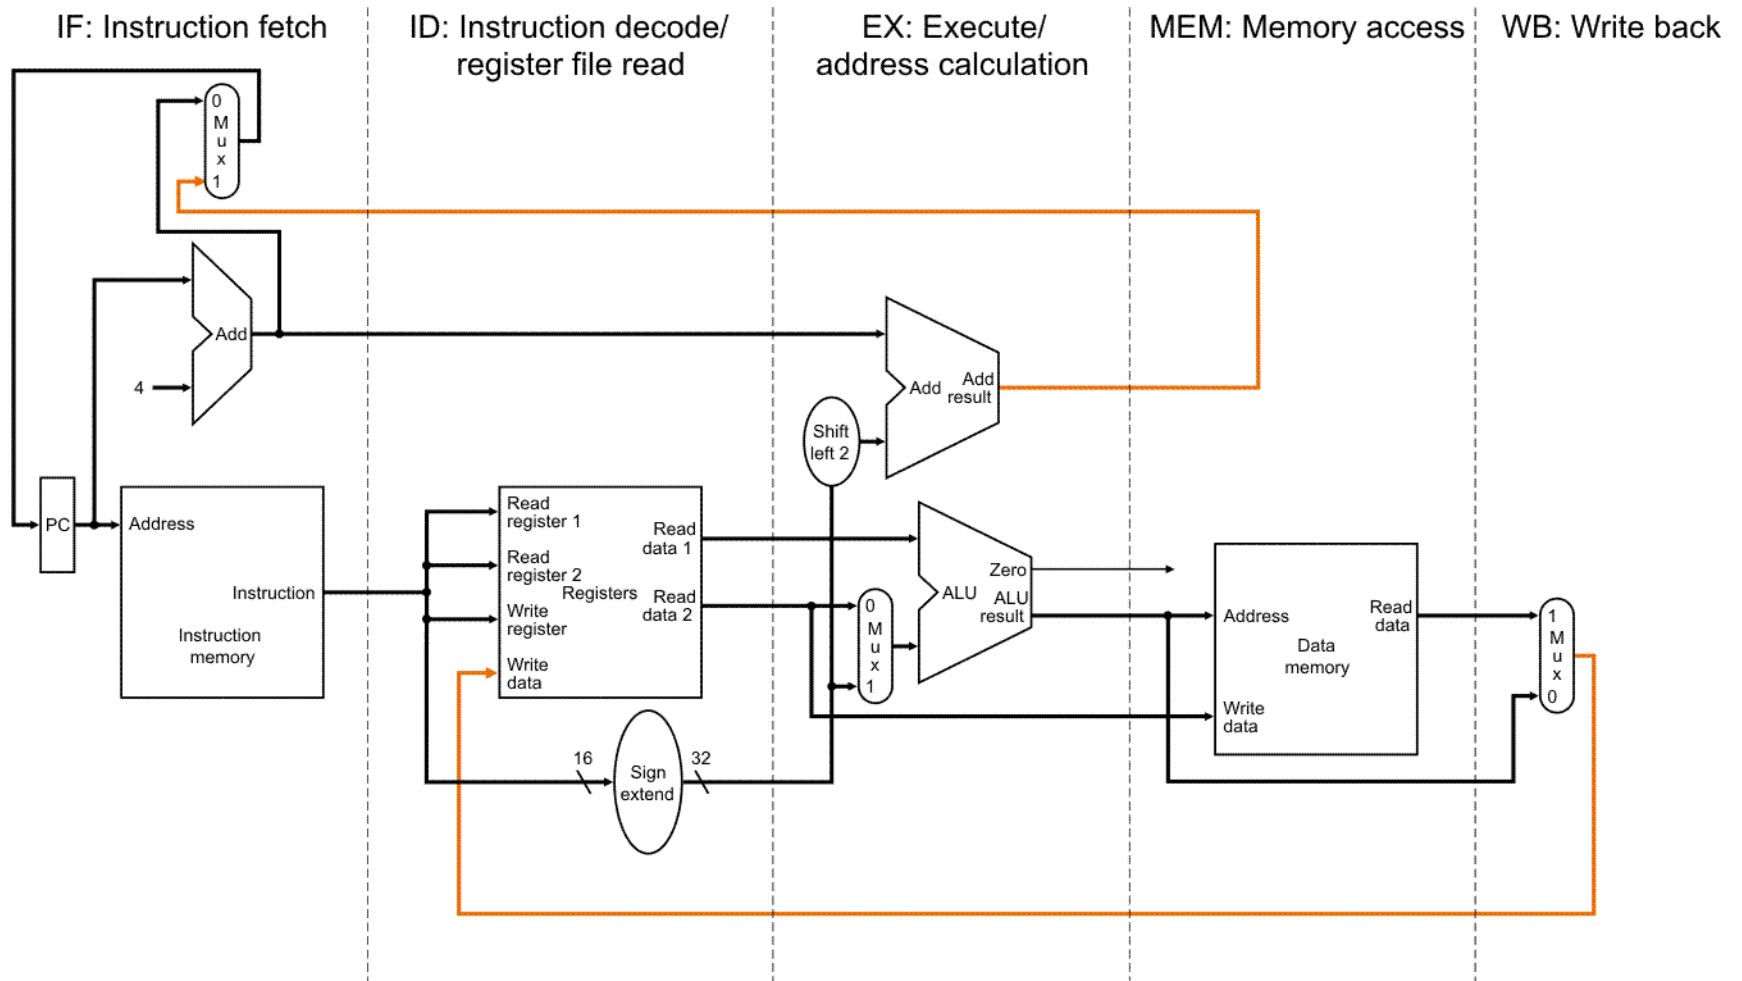 IF: Instruction fetch
ID: Instruction decode/
register file read
EX: Execute/
address calculation
MEM: Memory access
WB: Write back
0
M
u
x
1
Add
4
PC
Address
Instruction
Instruction
memory
Read
register 1
Read
register 2
Write
register
Write
data
Registers
Read
data 1
Read
data 2
16
Sign
extend
32
Shift
left 2
Add
Add
result
0
M
u
x
1
Zero
ALU
ALU
result
Address
Read
data
Data
memory
Write
data
1
M
u
x
0